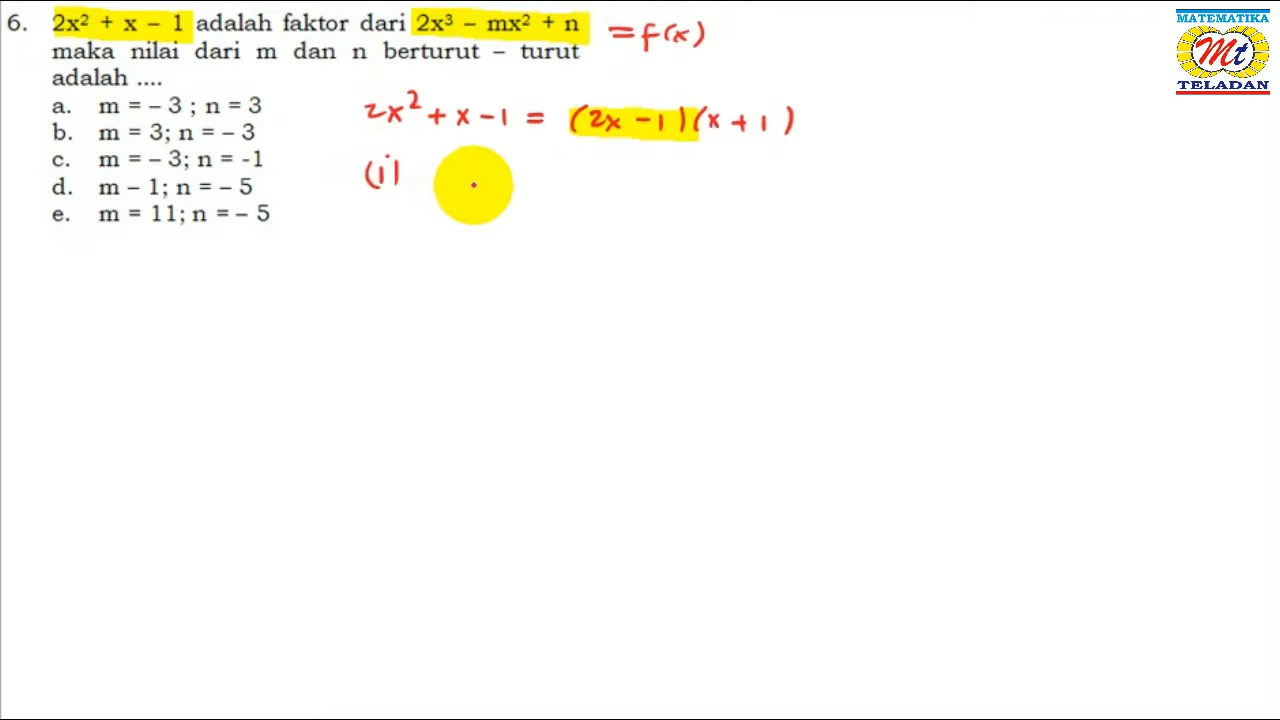 6. 2x² + x – 1 adalah faktor dari 2x³ – mx² + n = f(x)
maka nilai dari m dan n berturut – turut
adalah ....
a. m = – 3 ; n = 3
b. m = 3; n = – 3
c. m = – 3; n = -1
d. m – 1; n = – 5
e. m = 11; n = – 5
2x² + x – 1 = (2x – 1)(x + 1)
(i)
MATEMATIKA
Mt
TELADAN